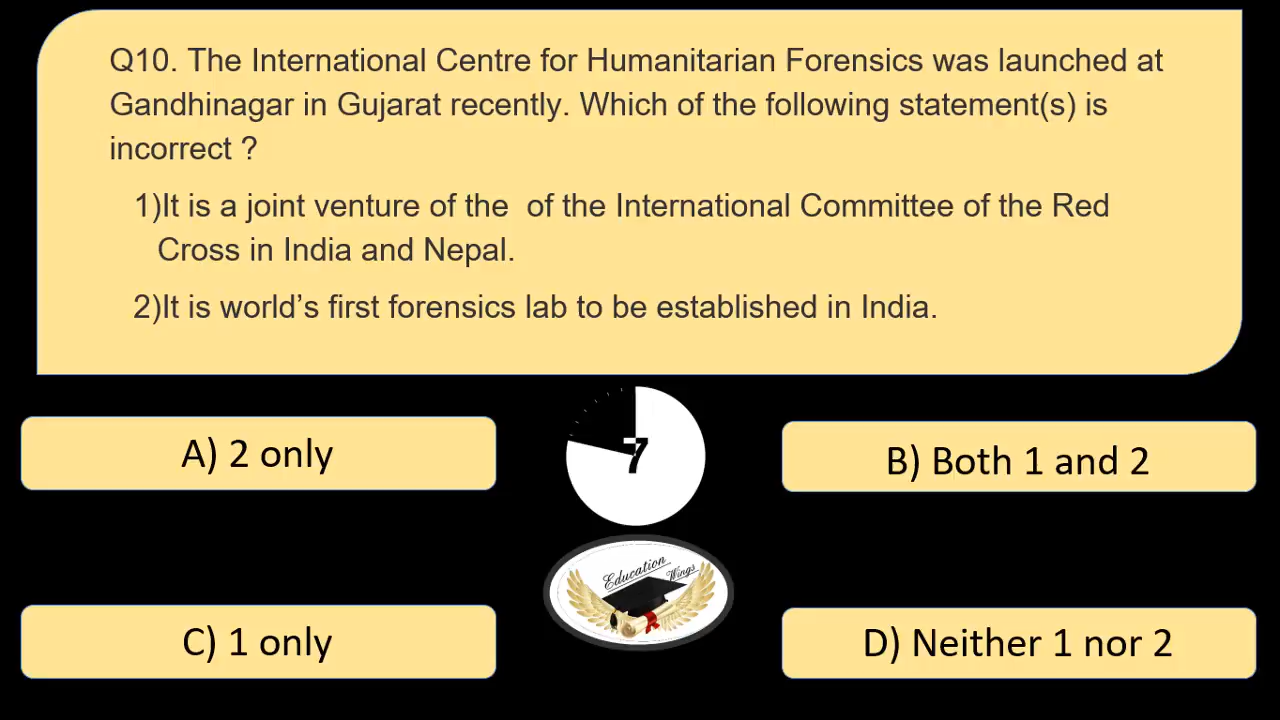 Q10. The International Centre for Humanitarian Forensics was launched at
Gandhinagar in Gujarat recently. Which of the following statement(s) is
incorrect ?
1)It is a joint venture of the  of the International Committee of the Red
Cross in India and Nepal.
2)It is world’s first forensics lab to be established in India.
A) 2 only
7
B) Both 1 and 2
Education
Wings
C) 1 only
D) Neither 1 nor 2